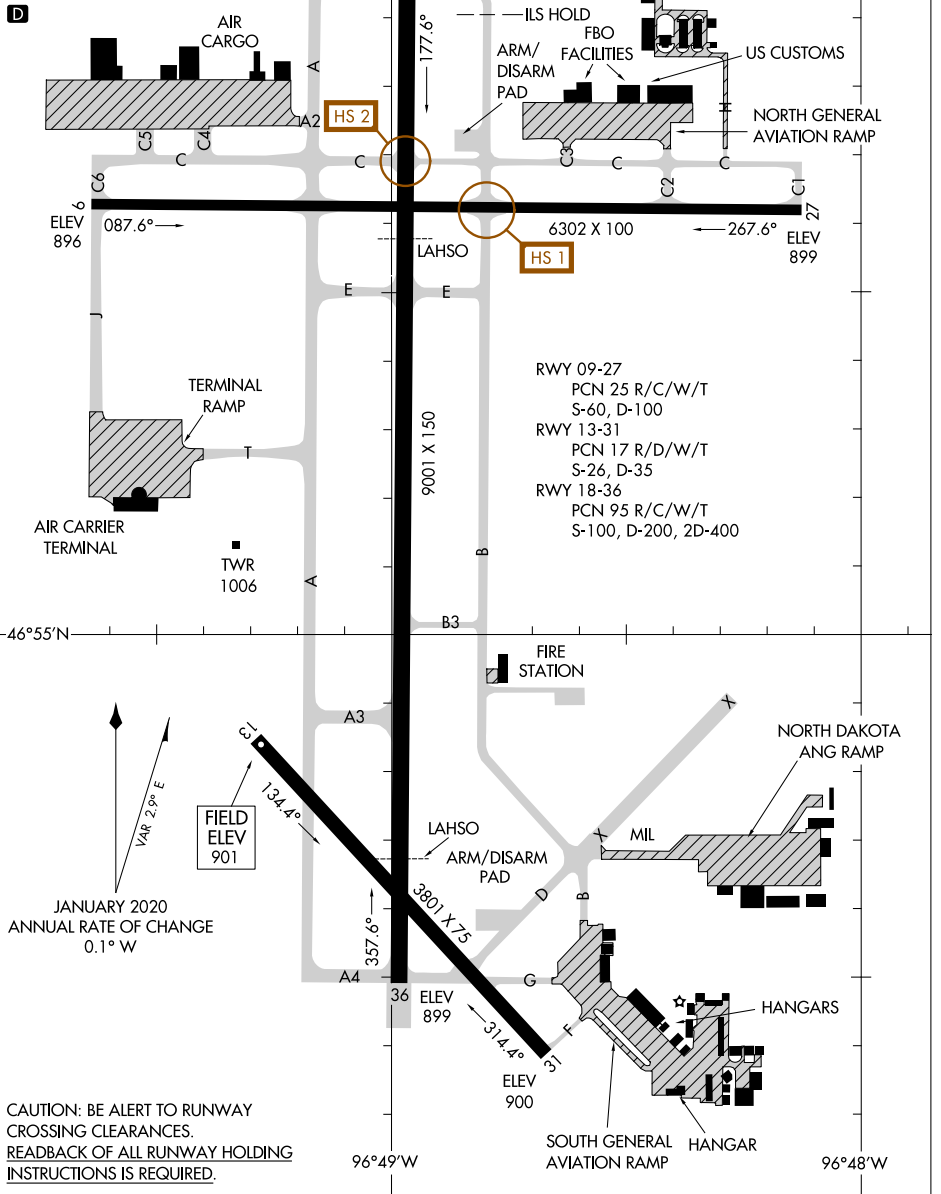 D
ILS HOLD
AIR
CARGO
A
177.6°
ARM/
DISARM
PAD
FBO
FACILITIES
US CUSTOMS
H
NORTH GENERAL
AVIATION RAMP
A2
HS 2
C5
C4
C
C
C3
C
C
C6
C2
C1
6
ELEV
896
087.6°
6302 X 100
267.6°
27
ELEV
899
LAHSO
HS 1
E
E
J
TERMINAL
RAMP
T
9001 X 150
RWY 09-27
PCN 25 R/C/W/T
S-60, D-100
RWY 13-31
PCN 17 R/D/W/T
S-26, D-35
RWY 18-36
PCN 95 R/C/W/T
S-100, D-200, 2D-400
AIR CARRIER
TERMINAL
TWR
1006
A
B
46°55'N
B3
FIRE
STATION
A3
X
NORTH DAKOTA
ANG RAMP
13
134.4°
VAR 2.9° E
FIELD
ELEV
901
LAHSO
ARM/DISARM
PAD
X
MIL
JANUARY 2020
ANNUAL RATE OF CHANGE
0.1° W
357.6°
3801 X 75
D
B
A4
36
ELEV
899
G
HANGARS
314.4°
F
31
ELEV
900
CAUTION: BE ALERT TO RUNWAY
CROSSING CLEARANCES.
READBACK OF ALL RUNWAY HOLDING
INSTRUCTIONS IS REQUIRED.
SOUTH GENERAL
AVIATION RAMP
HANGAR
96°49'W
96°48'W